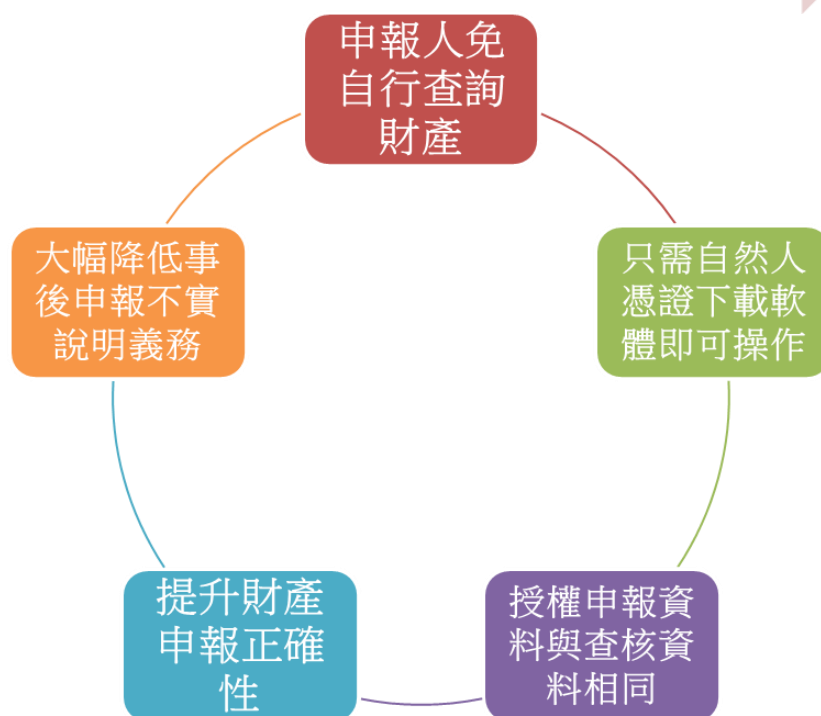 申報人免
自行查詢
財產
只需自然人
憑證下載軟
體即可操作
授權申報資
料與查核資
料相同
提升財產
申報正確
性
大幅降低事
後申報不實
說明義務